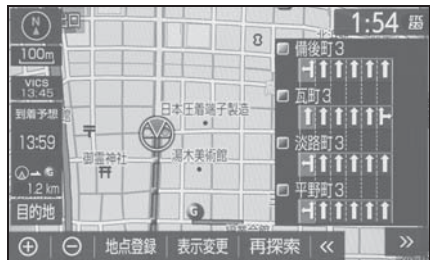 N
出口
100m
VICS
13:45
到着予想
13:59
G
1.2 km
目的地
8
日本圧着端子製造
御霊神社
湯木美術館
G
1:54
備後町3
瓦町3
淡路町3
平野町3
地点登録
表示変更
再探索